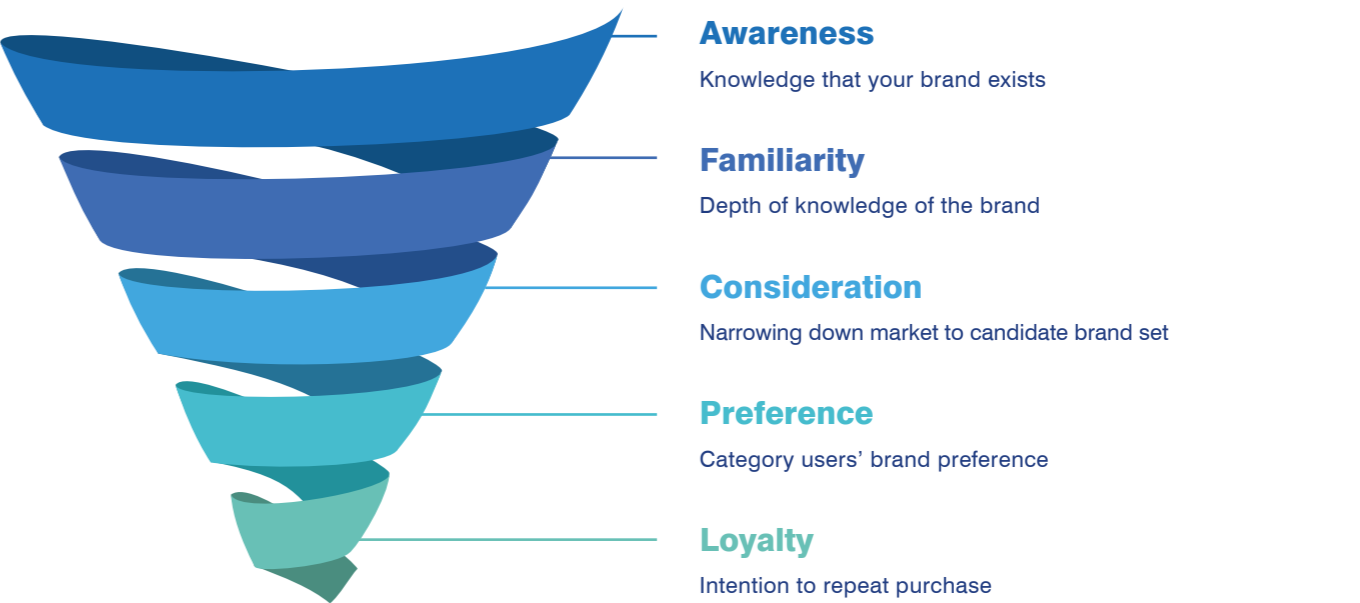 Awareness
Knowledge that your brand exists
Familiarity
Depth of knowledge of the brand
Consideration
Narrowing down market to candidate brand set
Preference
Category users’ brand preference
Loyalty
Intention to repeat purchase